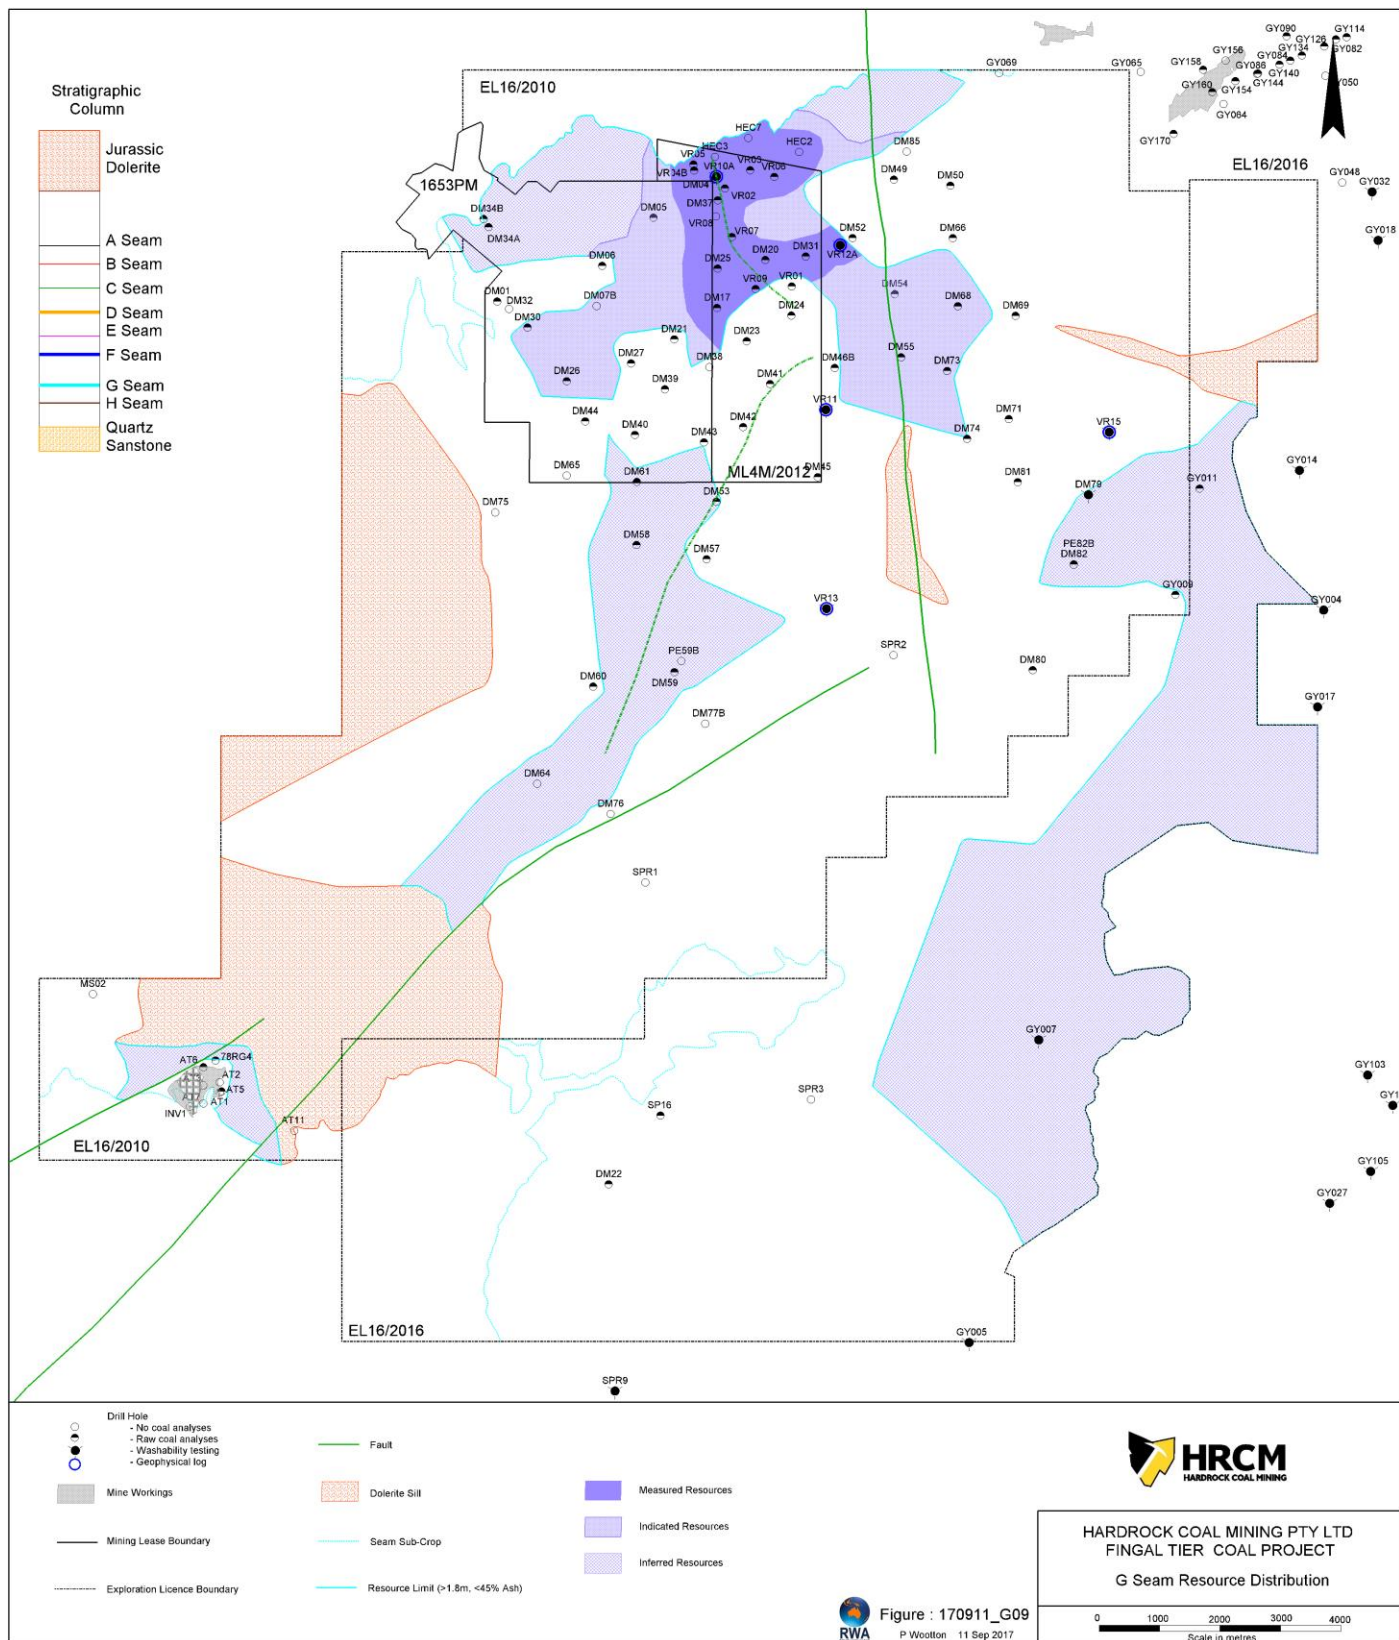 Stratigraphic
Column
Jurassic
Dolerite
A Seam
B Seam
C Seam
D Seam
E Seam
F Seam
G Seam
H Seam
Quartz
Sanstone
EL16/2010
1653PM
GY069
GY065
GY090
GY114
GY126
GY134
GY082
GY156
GY084
GY158
GY086
GY140
GY050
GY160
GY154
GY144
GY064
GY170
EL16/2016
GY048
GY032
GY018
HEC7
HEC3
HEC2
VR05
VR10A
VR03
VR06
VR04B
DM04
VR02
DM37
DM85
DM49
DM50
DM34B
DM34A
DM05
VR08
VR07
DM52
VR12A
DM66
DM06
DM25
DM20
DM31
DM01
DM32
DM07B
VR09
VR01
DM54
DM68
DM69
DM30
DM17
DM24
DM21
DM23
DM27
DM38
DM46B
DM55
DM73
DM26
DM39
DM41
DM44
DM40
DM42
VR11
DM71
DM43
DM74
VR15
DM65
DM61
ML4M/2012
DM45
DM81
DM79
GY011
GY014
DM75
DM53
DM58
DM57
PE82B
DM82
GY009
GY004
VR13
SPR2
PE59B
DM59
DM60
DM80
GY017
DM77B
DM64
DM76
SPR1
MS02
GY007
AT6
78RG4
AT2
AT5
AT1
INV1
AT11
SPR3
SP16
GY103
GY1
EL16/2010
DM22
GY105
GY027
EL16/2016
GY005
SPR9
Drill Hole
- No coal analyses
- Raw coal analyses
- Washability testing
- Geophysical log
Mine Workings
Mining Lease Boundary
Exploration Licence Boundary
Fault
Dolerite Sill
Seam Sub-Crop
Resource Limit (>1.8m, <45% Ash)
Measured Resources
Indicated Resources
Inferred Resources
HRCM
HARDROCK COAL MINING
HARDROCK COAL MINING PTY LTD
FINGAL TIER COAL PROJECT
G Seam Resource Distribution
RWA
Figure : 170911_G09
P Wootton 11 Sep 2017
0 1000 2000 3000 4000
Scale in metres